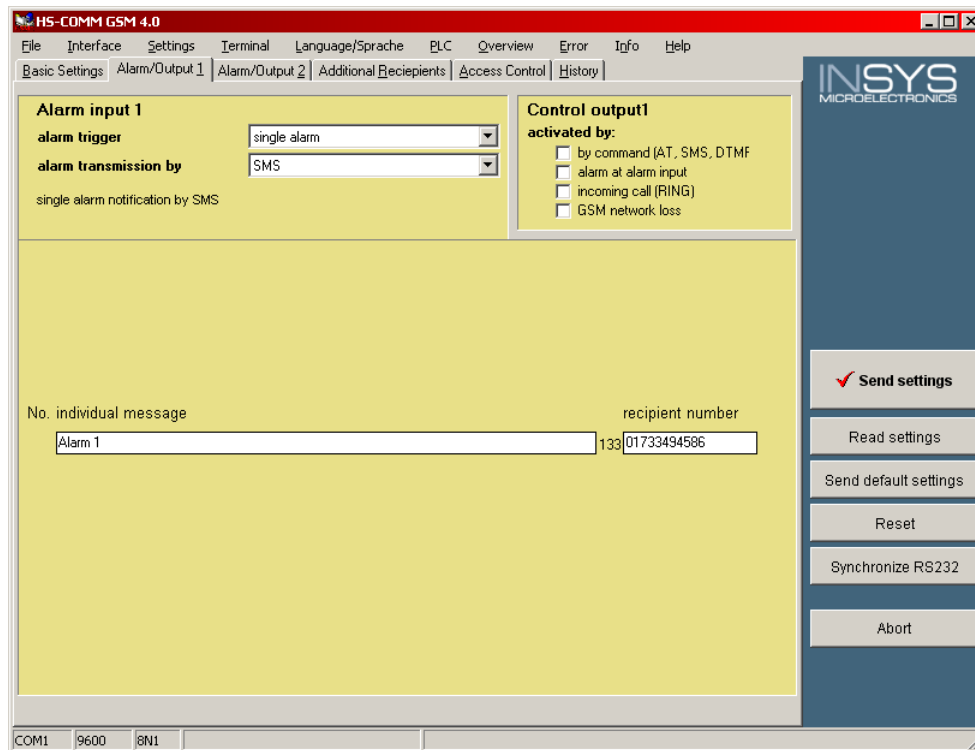 HS-COMM GSM 4.0
File Interface Settings Terminal Language/Sprache PLC Overview Error Info Help
Basic Settings Alarm/Output 1 Alarm/Output 2 Additional Reciepients Access Control History
INSYS
MICROELECTRONICS
Alarm input 1
alarm trigger single alarm
alarm transmission by SMS
single alarm notification by SMS
Control output1
activated by:
by command (AT, SMS, DTMF
alarm at alarm input
incoming call (RING)
GSM network loss
No. individual message recipient number
Alarm 1 133 01733494586
Send settings
Read settings
Send default settings
Reset
Synchronize RS232
Abort
COM1 9600 8N1